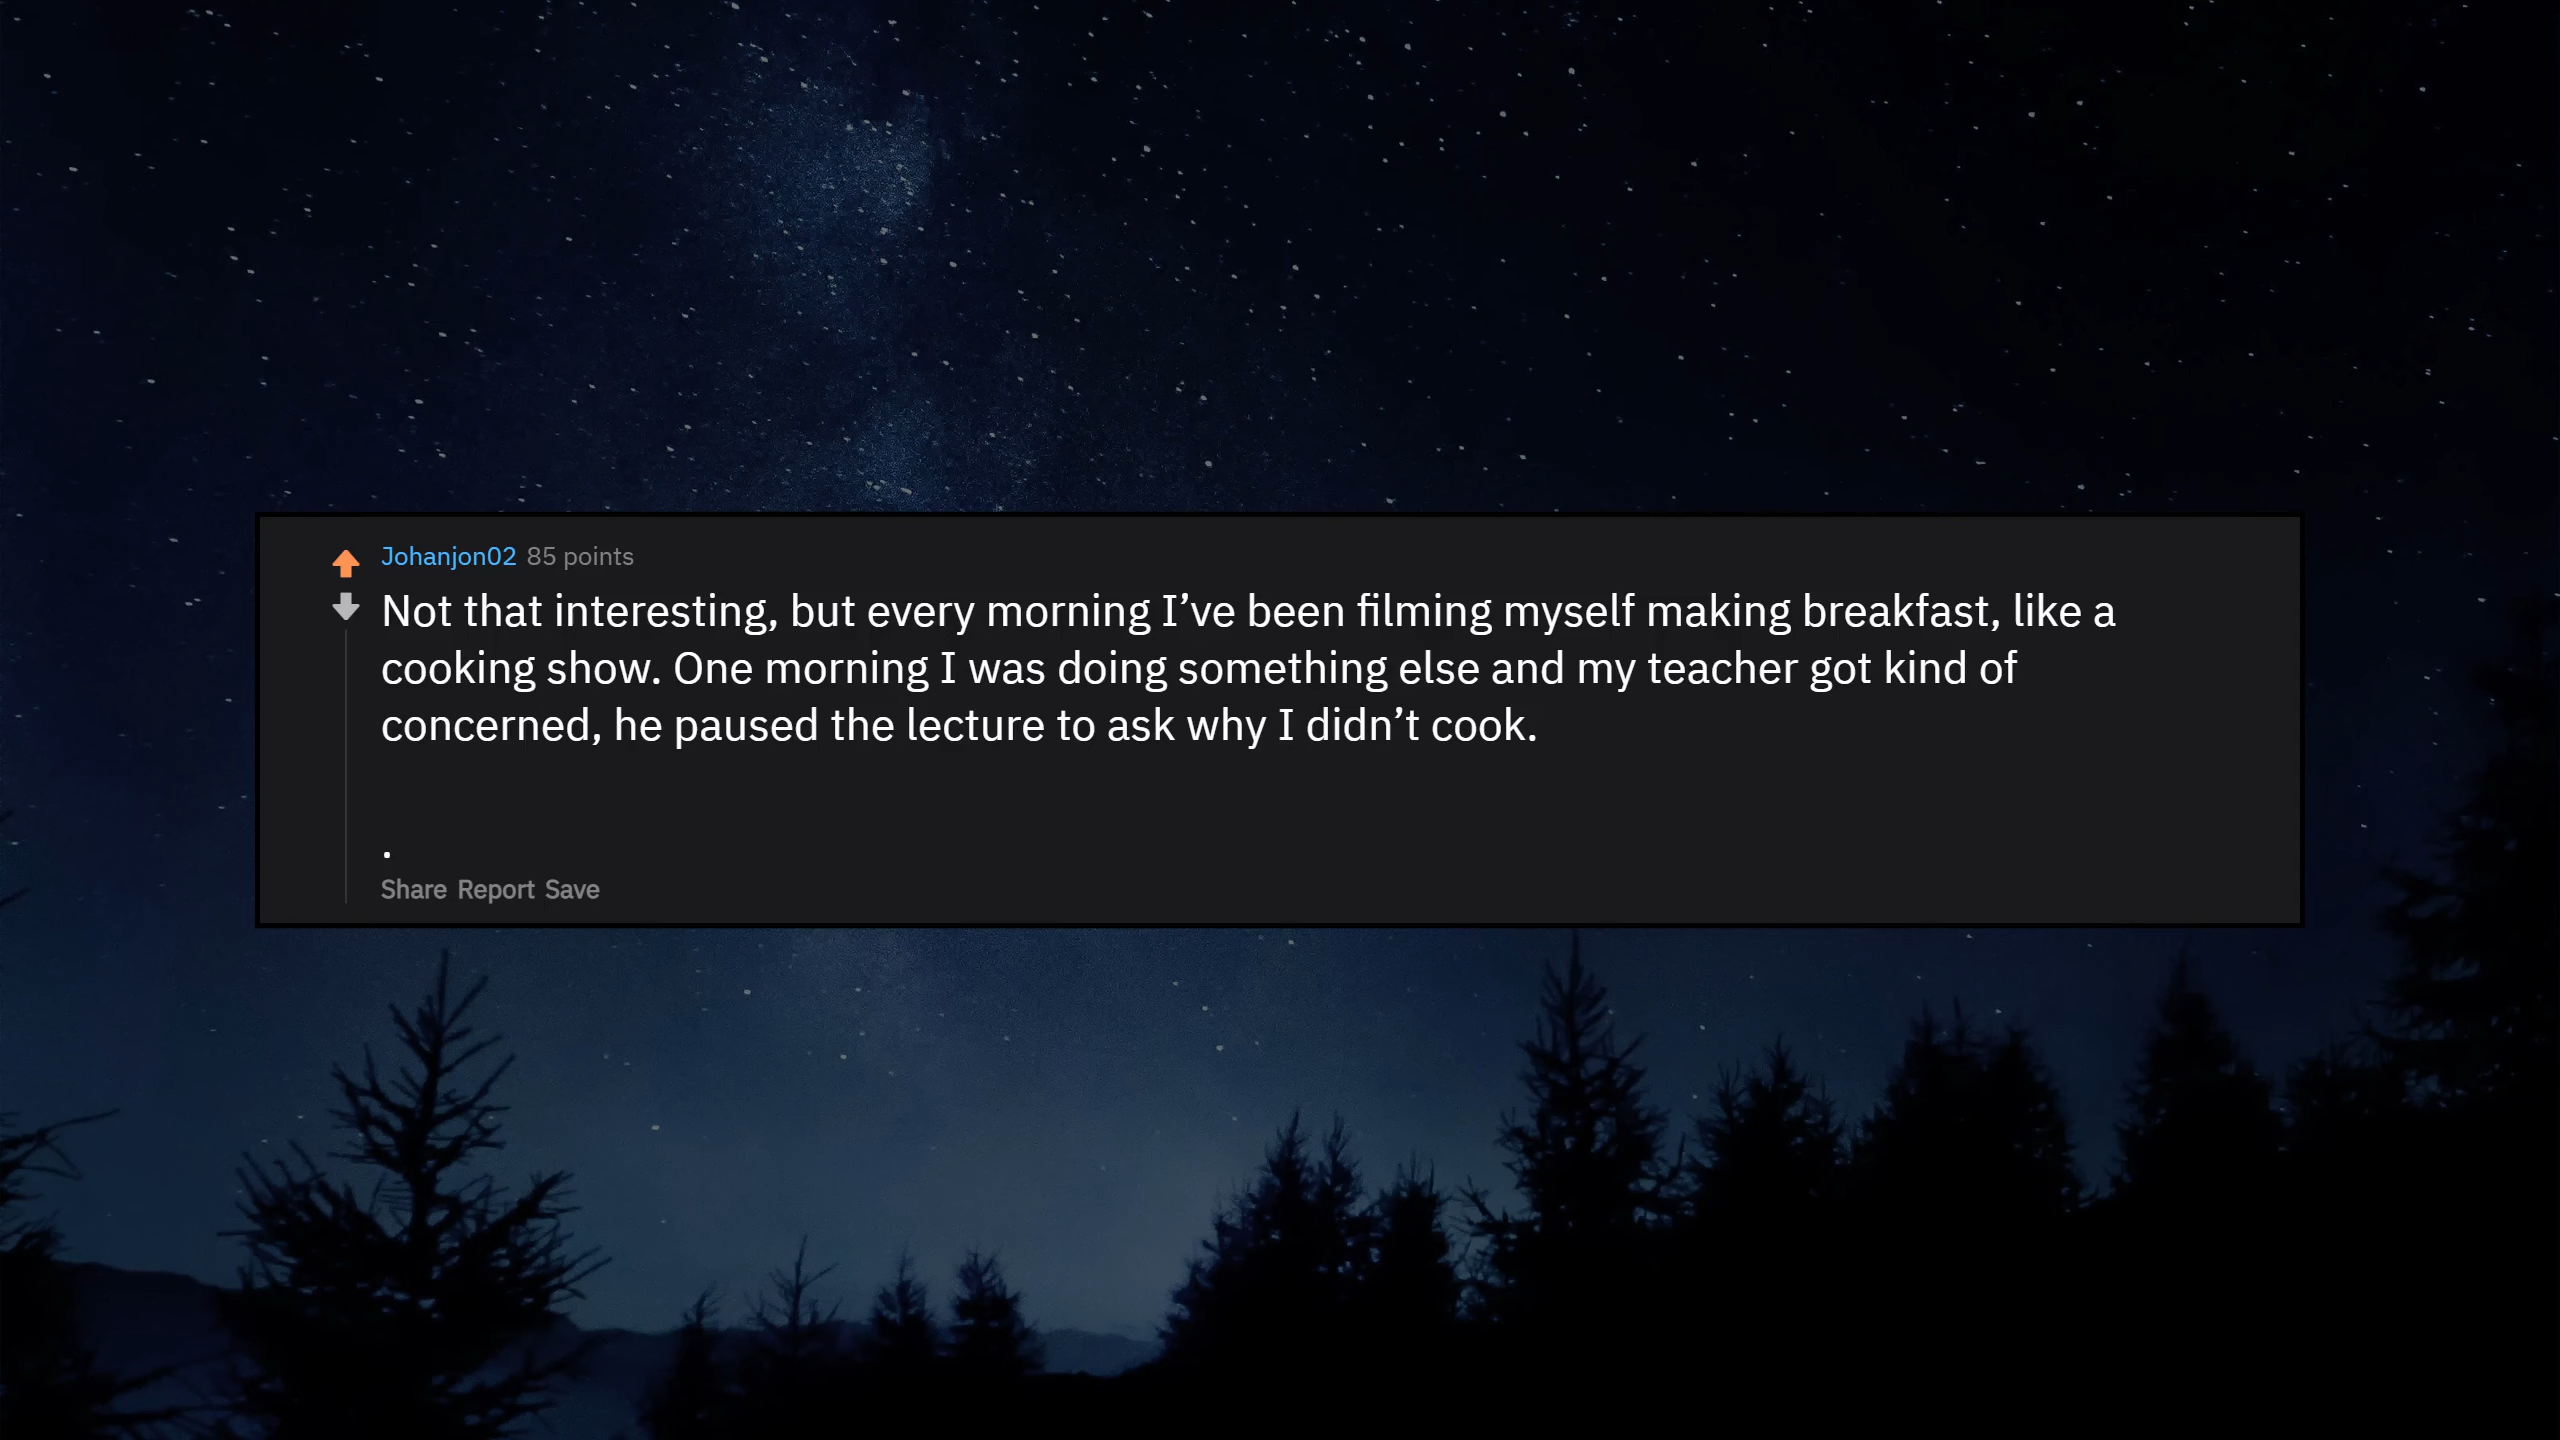 Johanjon02 85 points
Not that interesting, but every morning I’ve been filming myself making breakfast, like a
cooking show. One morning I was doing something else and my teacher got kind of
concerned, he paused the lecture to ask why I didn’t cook.
.
Share Report Save